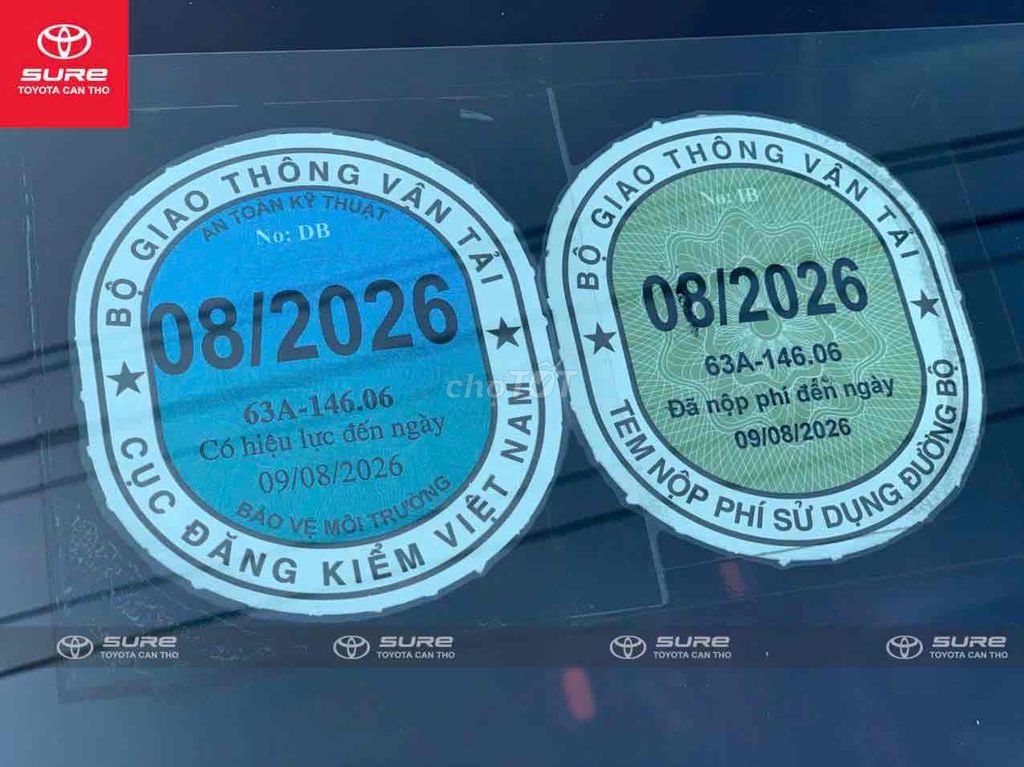 SURE
TOYOTA CAN THO
BỘ GIAO THÔNG VẬN TẢI
AN TOÀN KỸ THUẬT
No: DB
08/2026
63A-146.06
Có hiệu lực đến ngày
09/08/2026
BẢO VỆ MÔI TRƯỜNG
★ CỤC ĐĂNG KIỂM VIỆT NAM ★
BỘ GIAO THÔNG VẬN TẢI
No: IB
08/2026
63A-146.06
Đã nộp phí đến ngày
09/08/2026
★ TEM NỘP PHÍ SỬ DỤNG ĐƯỜNG BỘ ★
chợTỐT
SURE
TOYOTA CAN THO
SURE
TOYOTA CAN THO
SURE
TOYOTA CAN THO
SURE
TOYOTA CAN THO